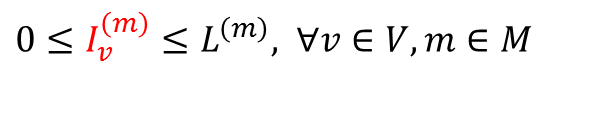 0 ≤ I_v^{(m)} ≤ L^{(m)}, ∀v ∈ V, m ∈ M